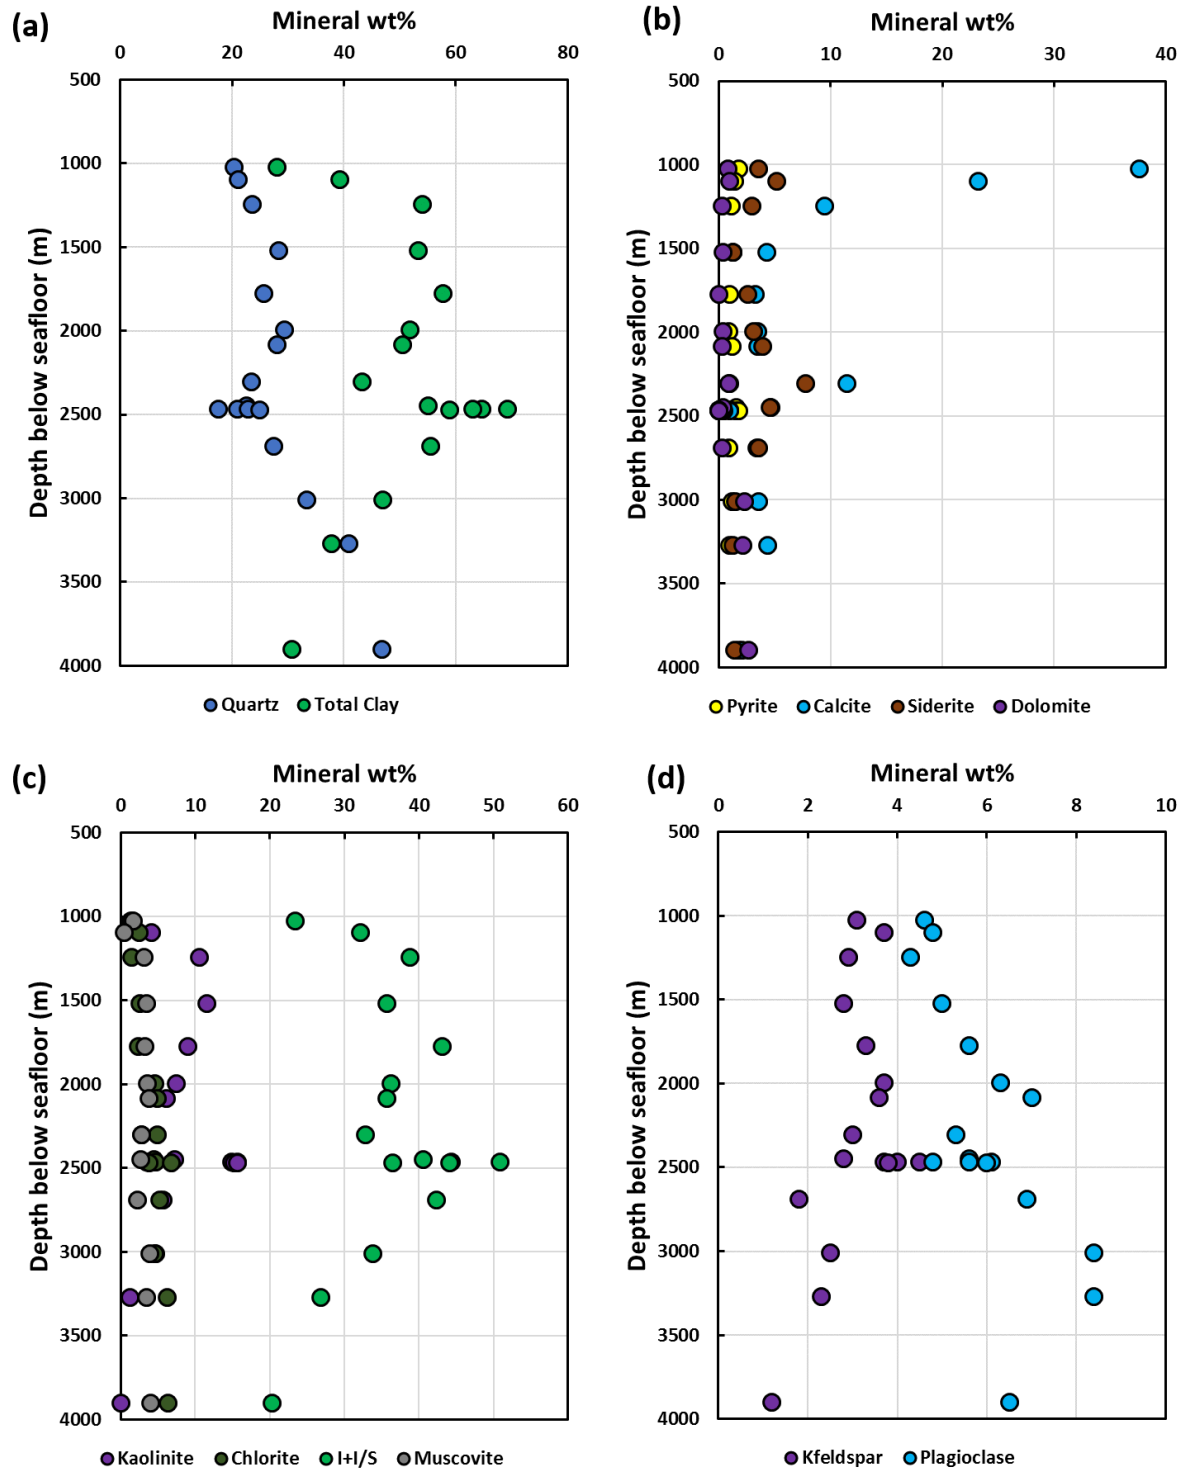 (a)
Mineral wt%
0 20 40 60 80
500
1000
1500
2000
2500
3000
3500
4000
Depth below seafloor (m)
Quartz Total Clay
(b)
Mineral wt%
0 10 20 30 40
500
1000
1500
2000
2500
3000
3500
4000
Depth below seafloor (m)
Pyrite Calcite Siderite Dolomite
(c)
Mineral wt%
0 10 20 30 40 50 60
500
1000
1500
2000
2500
3000
3500
4000
Depth below seafloor (m)
Kaolinite Chlorite I+I/S Muscovite
(d)
Mineral wt%
0 2 4 6 8 10
500
1000
1500
2000
2500
3000
3500
4000
Depth below seafloor (m)
Kfeldspar Plagioclase